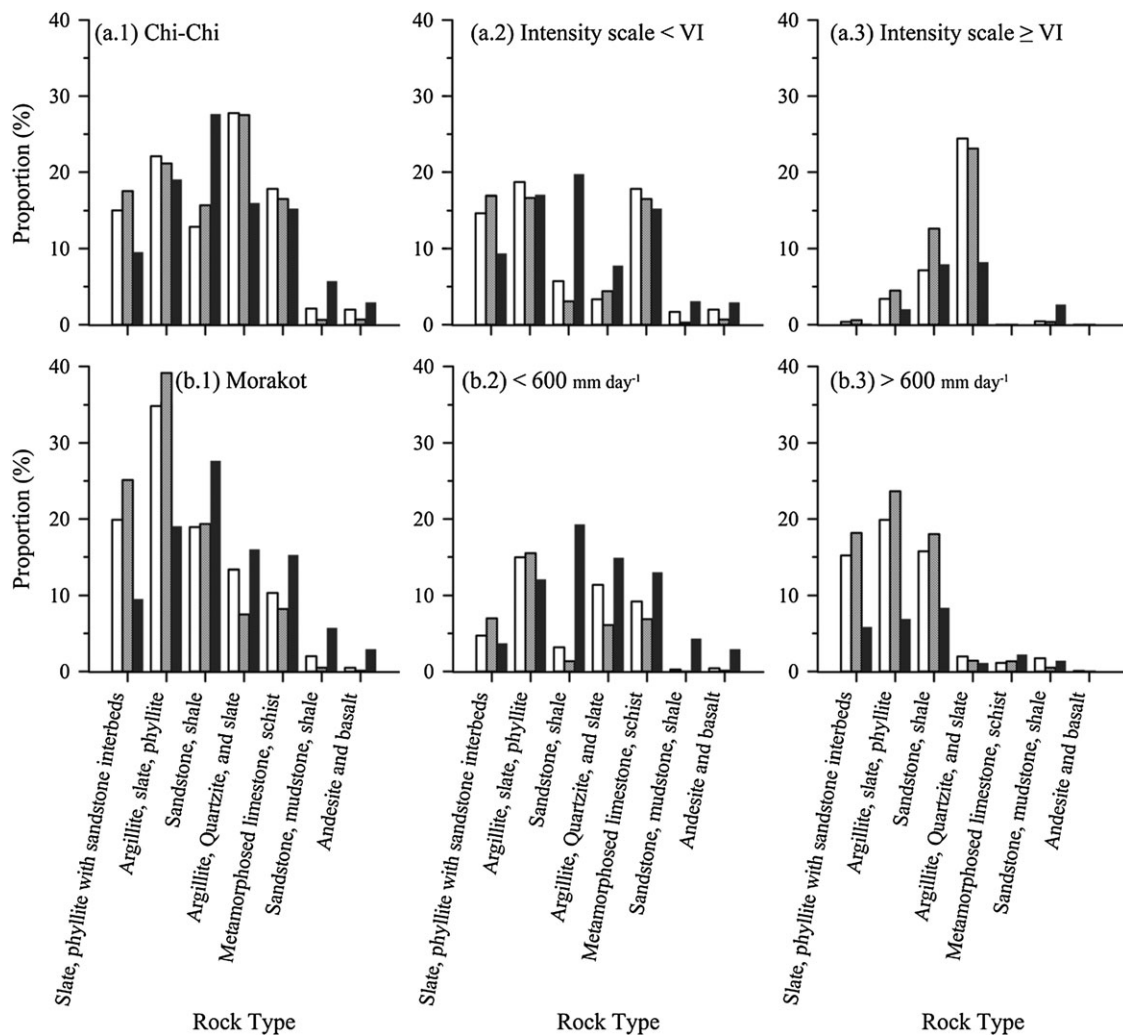 (a.1) Chi-Chi
(a.2) Intensity scale < VI
(a.3) Intensity scale ≥ VI
Proportion (%)
40
30
20
10
0
40
30
20
10
0
40
30
20
10
0
(b.1) Morakot
(b.2) < 600 mm day⁻¹
(b.3) > 600 mm day⁻¹
Proportion (%)
40
30
20
10
0
40
30
20
10
0
40
30
20
10
0
Slate, phyllite with sandstone interbeds
Argillite, slate, phyllite
Sandstone, shale
Argillite, Quartzite, and slate
Metamorphosed limestone, schist
Sandstone, mudstone, shale
Andesite and basalt
Slate, phyllite with sandstone interbeds
Argillite, slate, phyllite
Sandstone, shale
Argillite, Quartzite, and slate
Metamorphosed limestone, schist
Sandstone, mudstone, shale
Andesite and basalt
Slate, phyllite with sandstone interbeds
Argillite, slate, phyllite
Sandstone, shale
Argillite, Quartzite, and slate
Metamorphosed limestone, schist
Sandstone, mudstone, shale
Andesite and basalt
Rock Type
Rock Type
Rock Type